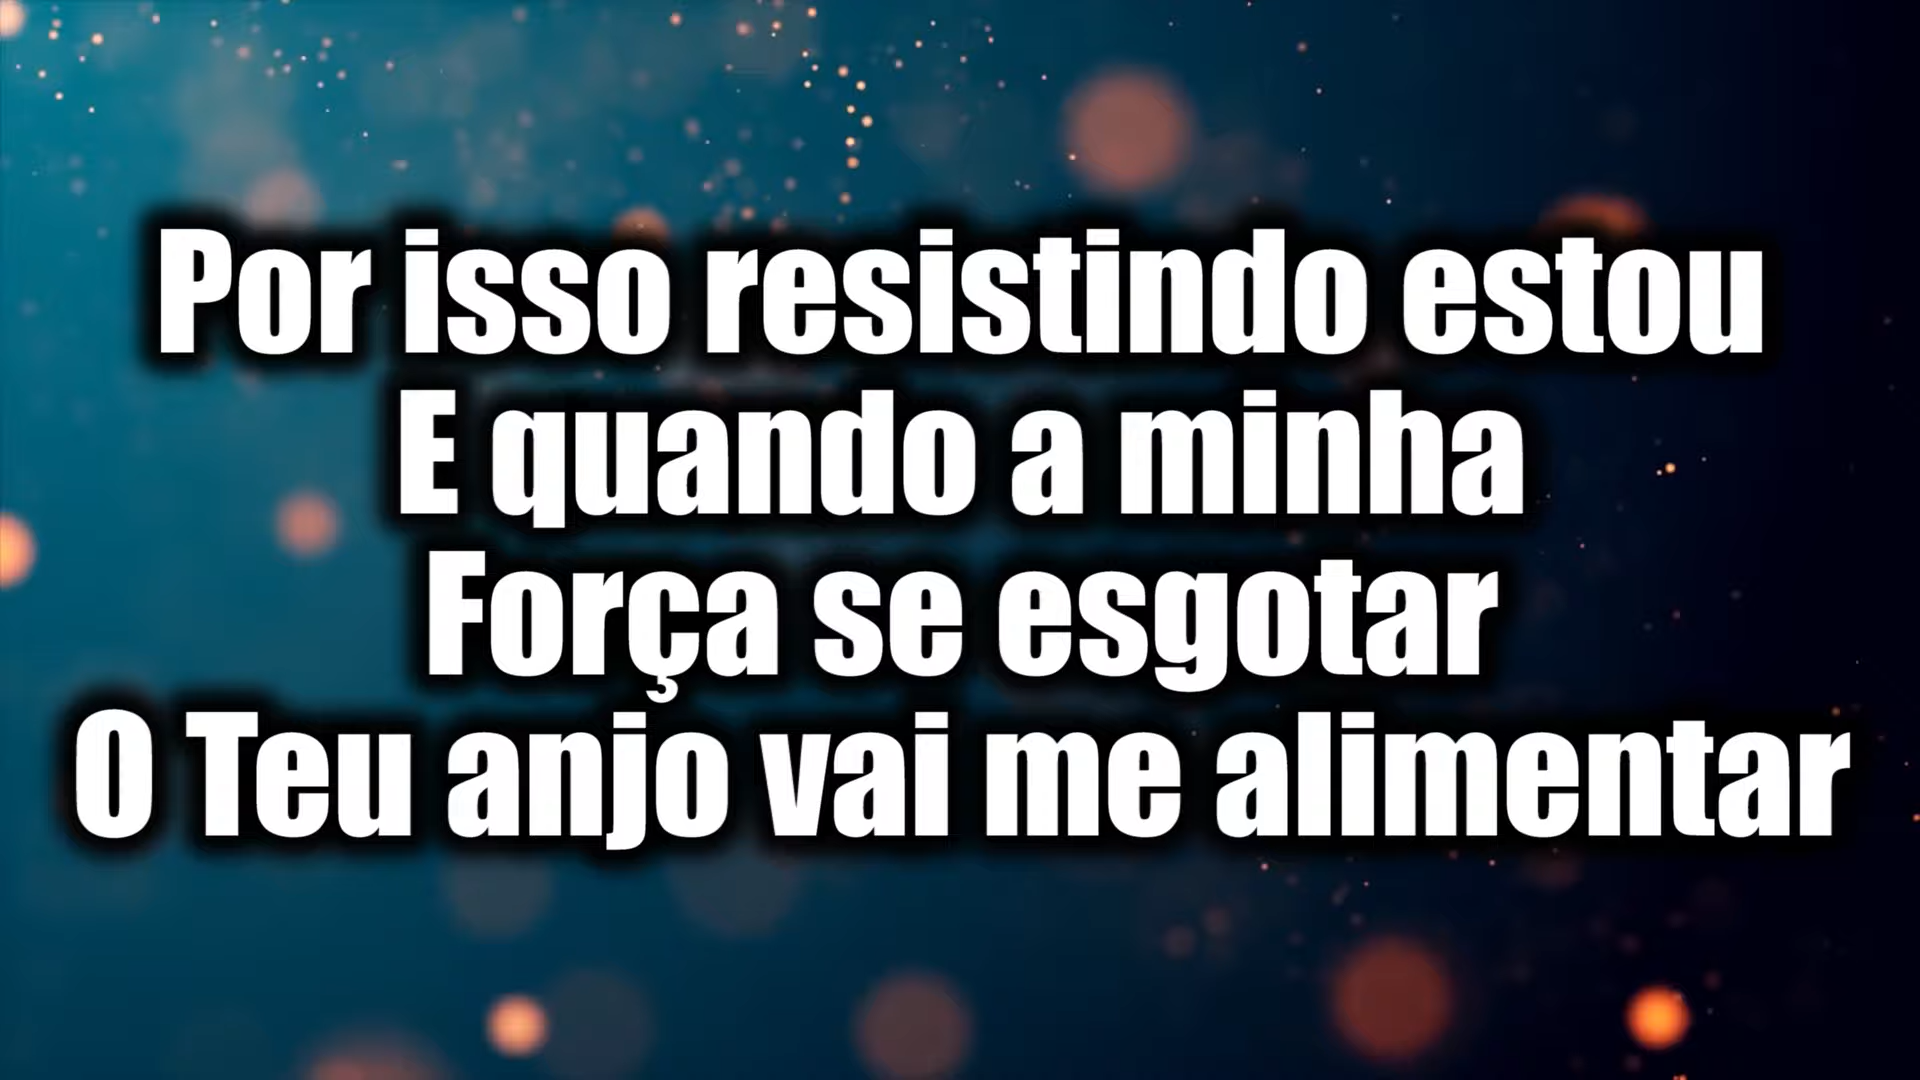 Por isso resistindo estou
E quando a minha
Força se esgotar
O Teu anjo vai me alimentar